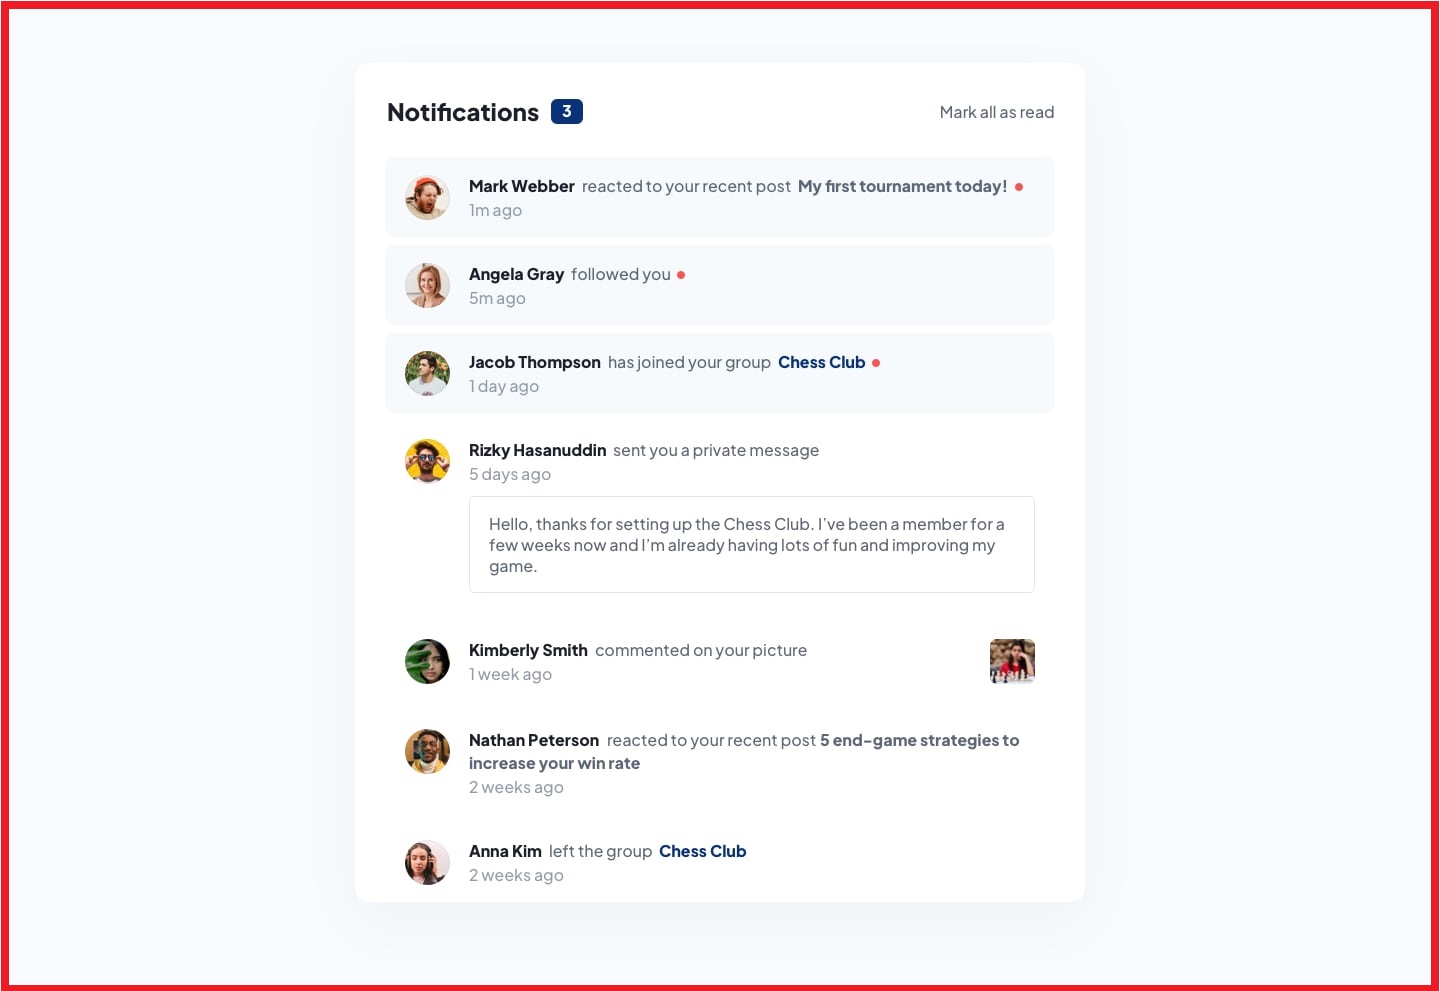 Notifications 3 Mark all as read
Mark Webber reacted to your recent post My first tournament today!
1m ago
Angela Gray followed you
5m ago
Jacob Thompson has joined your group Chess Club
1 day ago
Rizky Hasanuddin sent you a private message
5 days ago
Hello, thanks for setting up the Chess Club. I’ve been a member for a
few weeks now and I’m already having lots of fun and improving my
game.
Kimberly Smith commented on your picture
1 week ago
Nathan Peterson reacted to your recent post 5 end-game strategies to
increase your win rate
2 weeks ago
Anna Kim left the group Chess Club
2 weeks ago